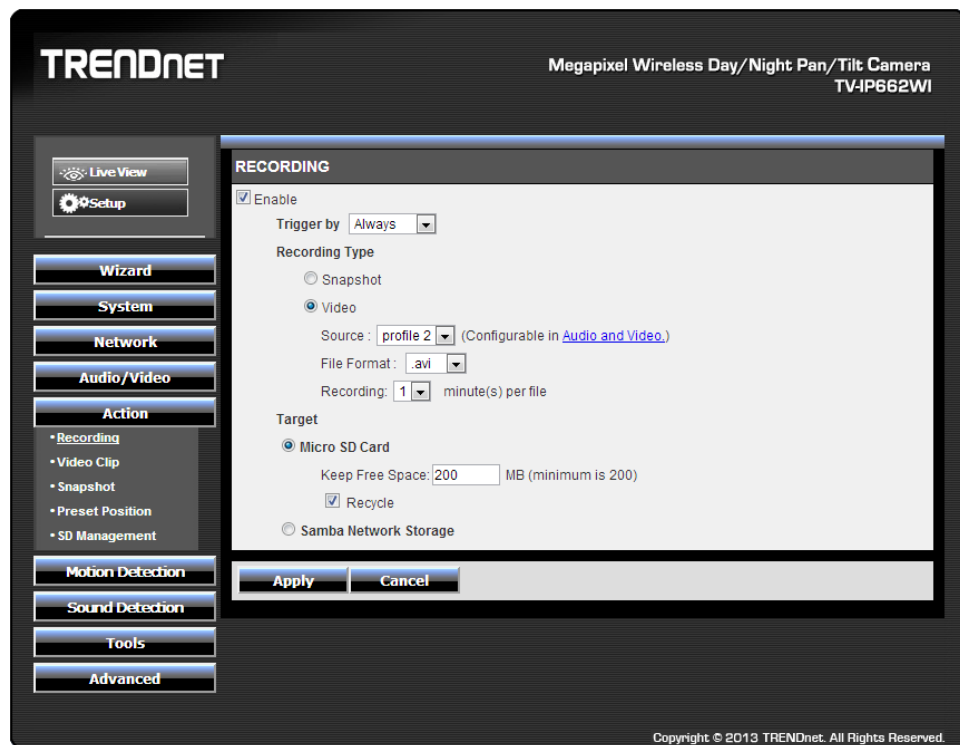 TRENDNET
Megapixel Wireless Day/Night Pan/Tilt Camera
TV-IP662WI
Live View
Setup
Wizard
System
Network
Audio/Video
Action
• Recording
• Video Clip
• Snapshot
• Preset Position
• SD Management
Motion Detection
Sound Detection
Tools
Advanced
RECORDING
Enable
Trigger by Always
Recording Type
Snapshot
Video
Source : profile 2 (Configurable in Audio and Video.)
File Format : .avi
Recording: 1 minute(s) per file
Target
Micro SD Card
Keep Free Space: 200 MB (minimum is 200)
Recycle
Samba Network Storage
Apply Cancel
Copyright © 2013 TRENDnet. All Rights Reserved.